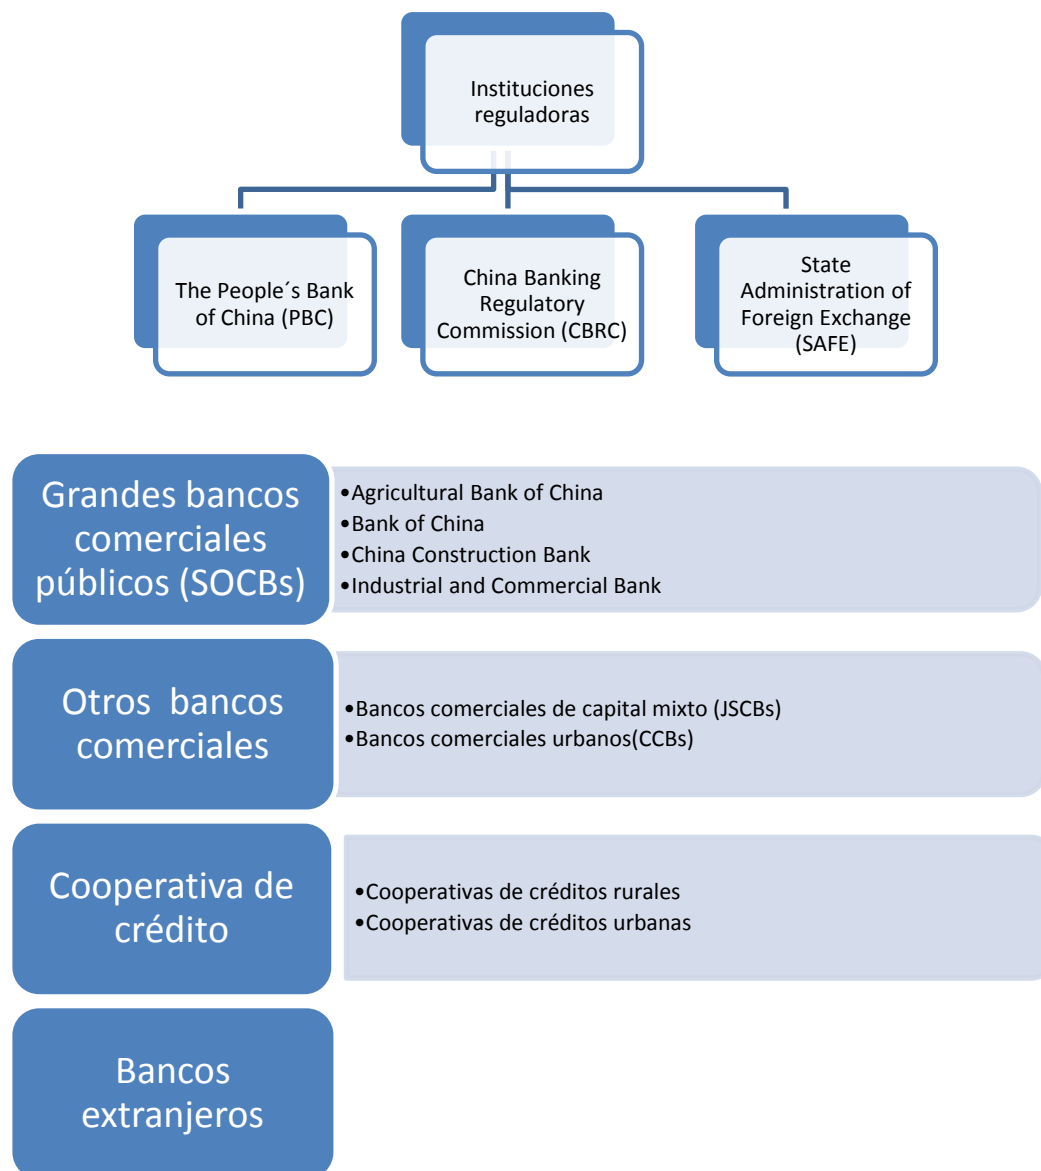 Instituciones
reguladoras
The People´s Bank
of China (PBC)
China Banking
Regulatory
Commission (CBRC)
State
Administration of
Foreign Exchange
(SAFE)
Grandes bancos
comerciales
públicos (SOCBs)
•Agricultural Bank of China
•Bank of China
•China Construction Bank
•Industrial and Commercial Bank
Otros  bancos
comerciales
•Bancos comerciales de capital mixto (JSCBs)
•Bancos comerciales urbanos(CCBs)
Cooperativa de
crédito
•Cooperativas de créditos rurales
•Cooperativas de créditos urbanas
Bancos
extranjeros